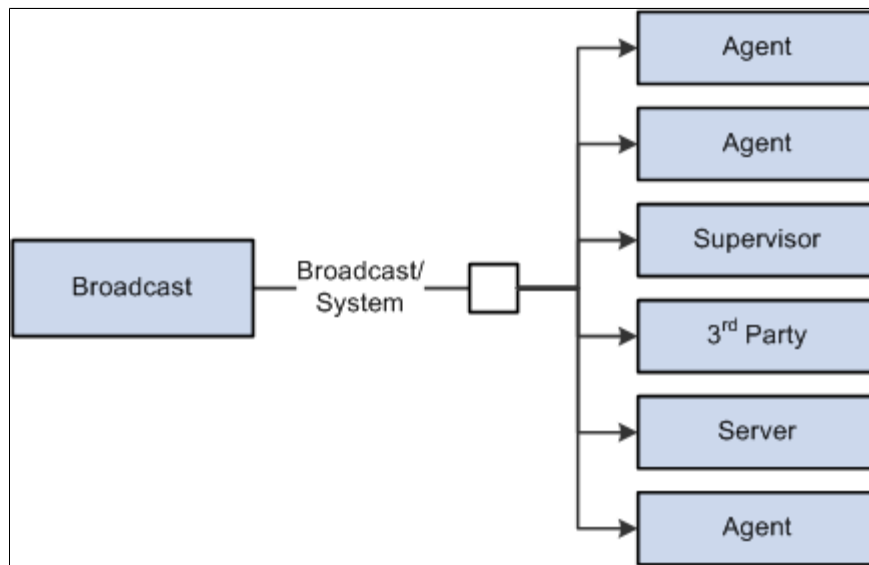 Agent
Agent
Supervisor
Broadcast
Broadcast/
System
3rd Party
Server
Agent